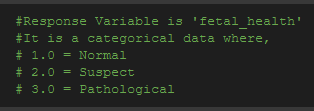 #Response Variable is 'fetal_health'
#It is a categorical data where,
# 1.0 = Normal
# 2.0 = Suspect
# 3.0 = Pathological